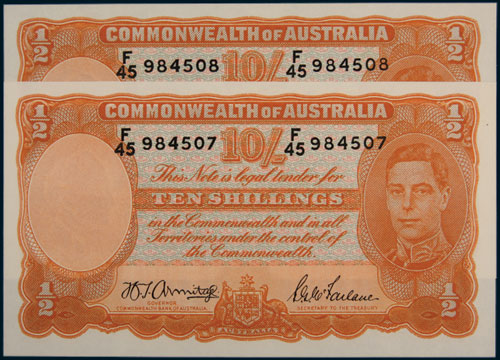 COMMONWEALTH OF AUSTRALIA
1/2 F/45 984508 10/- F/45 984508 1/2
COMMONWEALTH OF AUSTRALIA
1/2 F/45 984507 10/- F/45 984507 1/2
This Note is legal tender for
TEN SHILLINGS
in the Commonwealth and in all
Territories under the control of
the Commonwealth.
H J Armitage
GOVERNOR
COMMONWEALTH BANK OF AUSTRALIA
S G McFarlane
SECRETARY TO THE TREASURY
1/2 AUSTRALIA 1/2